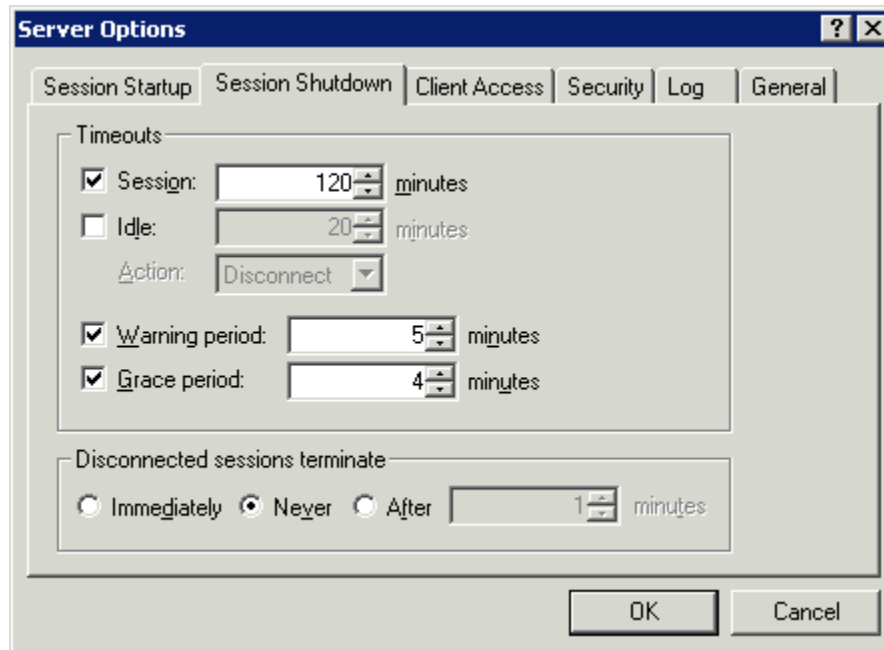 Server Options
Session Startup Session Shutdown Client Access Security Log General
Timeouts
Session: 120 minutes
Idle: 20 minutes
Action: Disconnect
Warning period: 5 minutes
Grace period: 4 minutes
Disconnected sessions terminate
Immediately Never After 1 minutes
OK Cancel